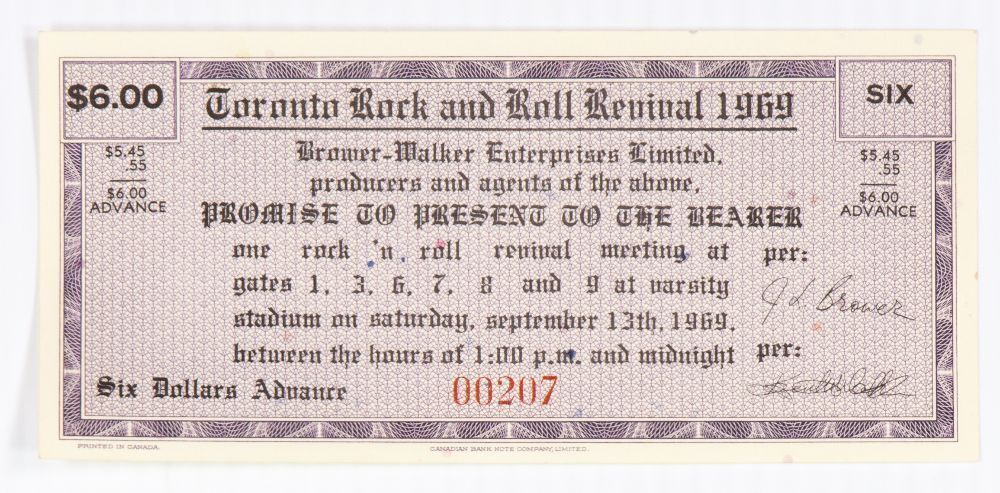 $6.00
Toronto Rock and Roll Revival 1969
SIX
$5.45
.55
$6.00
ADVANCE
Brower-Walker Enterprises Limited,
producers and agents of the above,
PROMISE TO PRESENT TO THE BEARER
one rock 'n, roll revival meeting at
gates 1, 3, 6, 7, 8 and 9 at varsity
stadium on saturday, september 13th, 1969,
between the hours of 1:00 p.m. and midnight
$5.45
.55
$6.00
ADVANCE
per:
J L Brower
per:
Six Dollars Advance
00207
PRINTED IN CANADA.
CANADIAN BANK NOTE COMPANY, LIMITED.